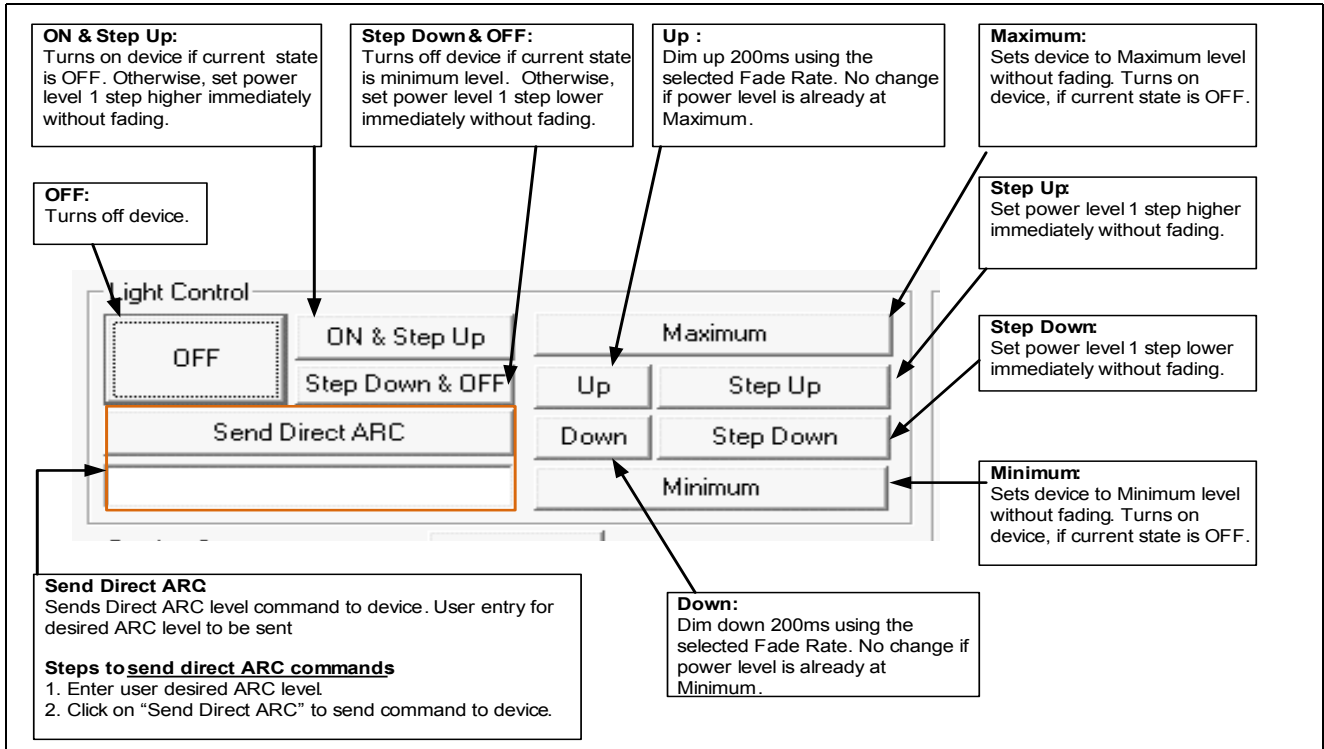 ON & Step Up:
Turns on device if current state
is OFF. Otherwise, set power
level 1 step higher immediately
without fading.
Step Down & OFF:
Turns off device if current state
is minimum level. Otherwise,
set power level 1 step lower
immediately without fading.
Up :
Dim up 200ms using the
selected Fade Rate. No change
if power level is already at
Maximum.
Maximum:
Sets device to Maximum level
without fading. Turns on
device, if current state is OFF.
OFF:
Turns off device.
Step Up:
Set power level 1 step higher
immediately without fading.
Light Control
OFF
ON & Step Up
Step Down & OFF
Send Direct ARC
Maximum
Up
Step Up
Down
Step Down
Minimum
Step Down:
Set power level 1 step lower
immediately without fading.
Minimum:
Sets device to Minimum level
without fading. Turns on
device, if current state is OFF.
Send Direct ARC
Sends Direct ARC level command to device. User entry for
desired ARC level to be sent
Steps to send direct ARC commands
1. Enter user desired ARC level.
2. Click on “Send Direct ARC” to send command to device.
Down:
Dim down 200ms using the
selected Fade Rate. No change if
power level is already at
Minimum.